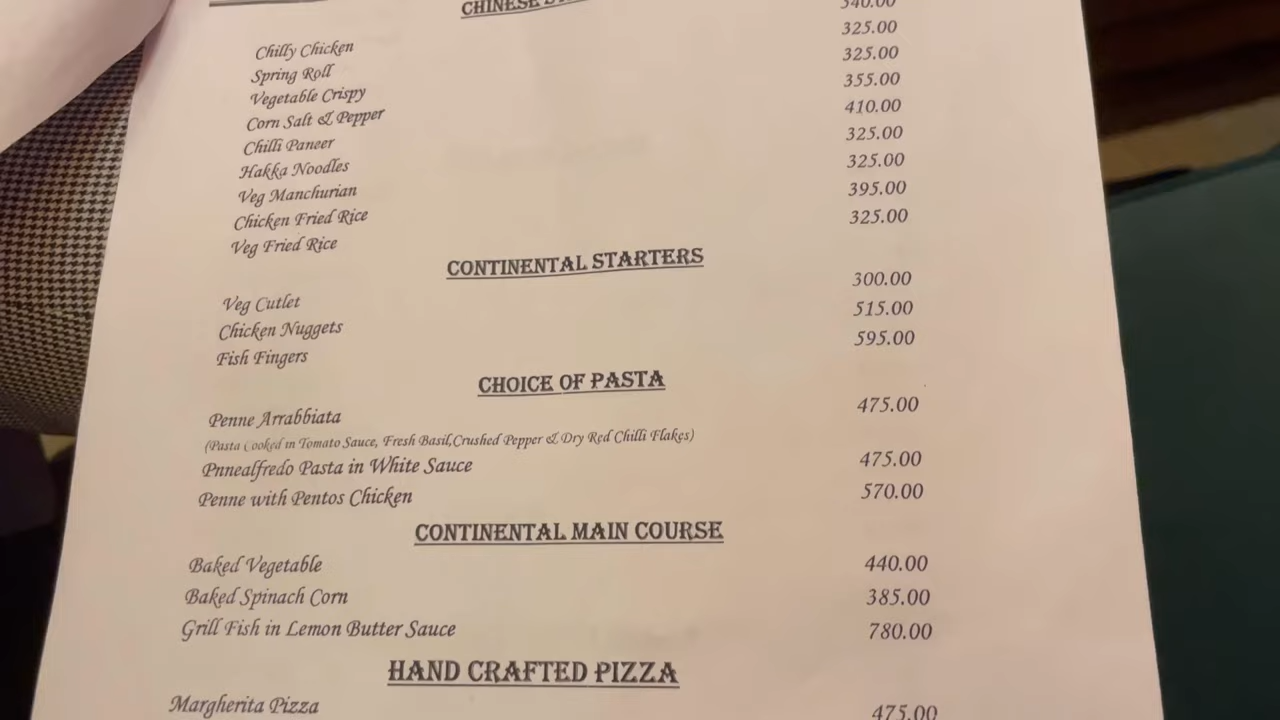 CHINESE
Chilly Chicken
Spring Roll 325.00
Vegetable Crispy 325.00
Corn Salt & Pepper 355.00
Chilli Paneer 410.00
Hakka Noodles 325.00
Veg Manchurian 325.00
Chicken Fried Rice 395.00
Veg Fried Rice 325.00
CONTINENTAL STARTERS
Veg Cutlet 300.00
Chicken Nuggets 515.00
Fish Fingers 595.00
CHOICE OF PASTA
Penne Arrabbiata 475.00
(Pasta Cooked in Tomato Sauce, Fresh Basil,Crushed Pepper & Dry Red Chilli Flakes)
Pnnealfredo Pasta in White Sauce 475.00
Penne with Pentos Chicken 570.00
CONTINENTAL MAIN COURSE
Baked Vegetable 440.00
Baked Spinach Corn 385.00
Grill Fish in Lemon Butter Sauce 780.00
HAND CRAFTED PIZZA
Margherita Pizza 475.00